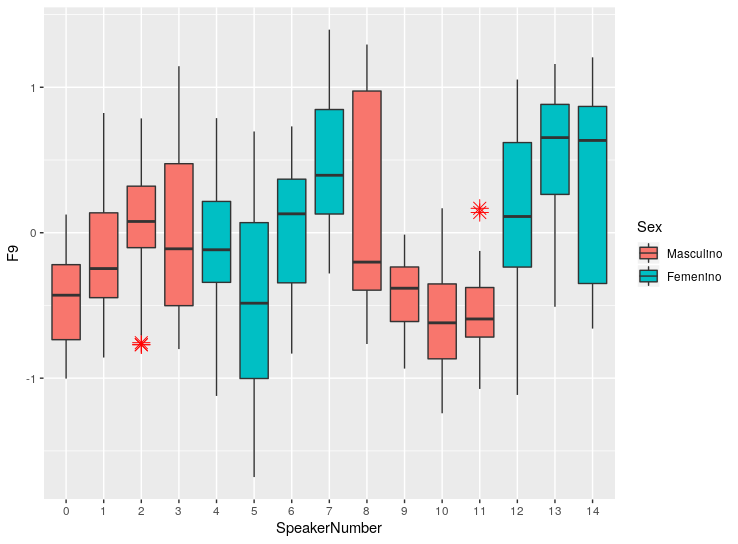 F9
1
0
-1
0 1 2 3 4 5 6 7 8 9 10 11 12 13 14
SpeakerNumber
Sex
Masculino
Femenino